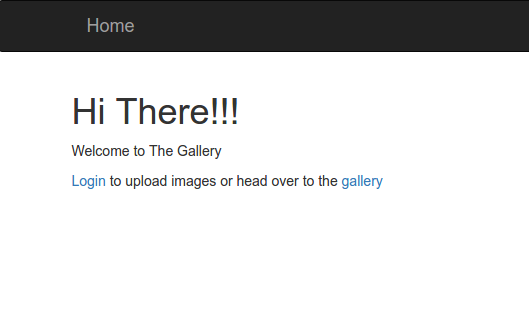 Home
Hi There!!!
Welcome to The Gallery
Login to upload images or head over to the gallery